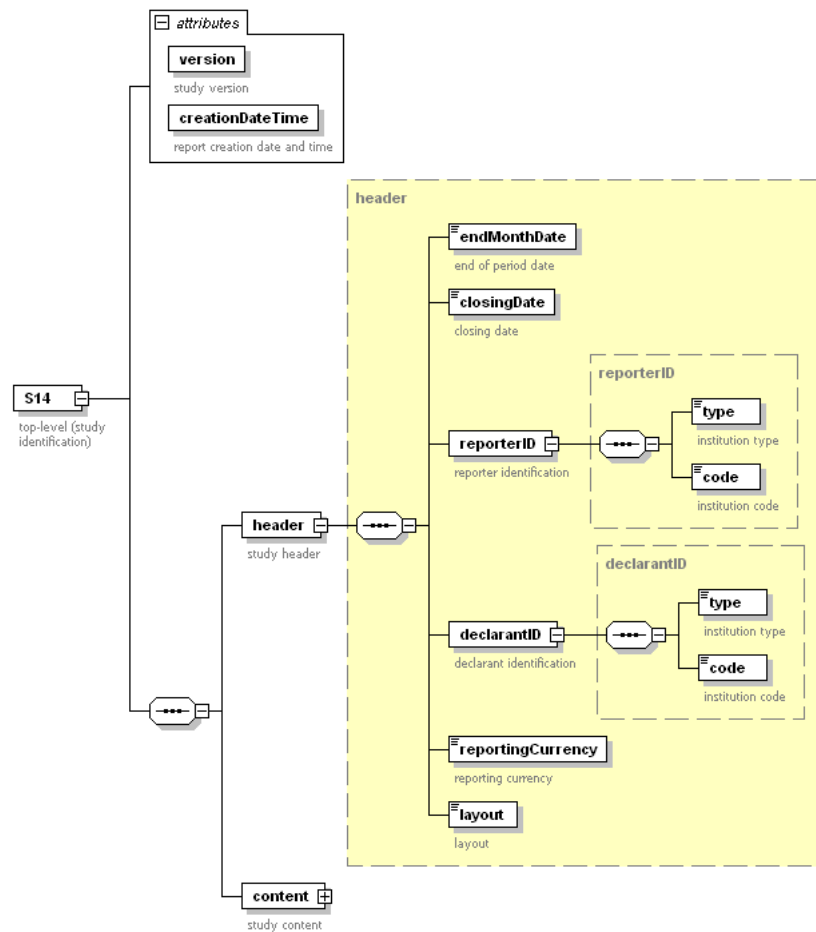 attributes
version
study version
creationDateTime
report creation date and time
header
endMonthDate
end of period date
closingDate
closing date
reporterID
type
institution type
reporterID
reporter identification
code
institution code
S14
top-level (study
identification)
header
study header
declarantID
type
institution type
declarantID
declarant identification
code
institution code
reportingCurrency
reporting currency
layout
layout
content
study content